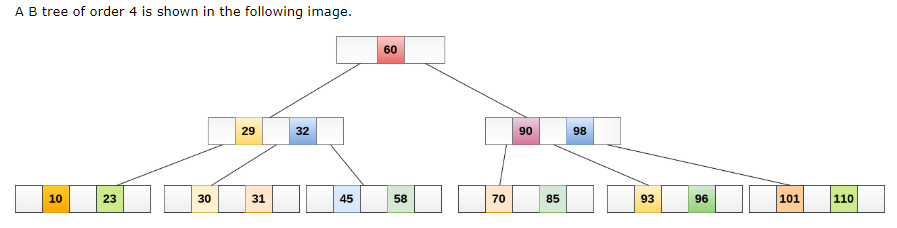 A B tree of order 4 is shown in the following image.
60
29 32 90 98
10 23 30 31 45 58 70 85 93 96 101 110